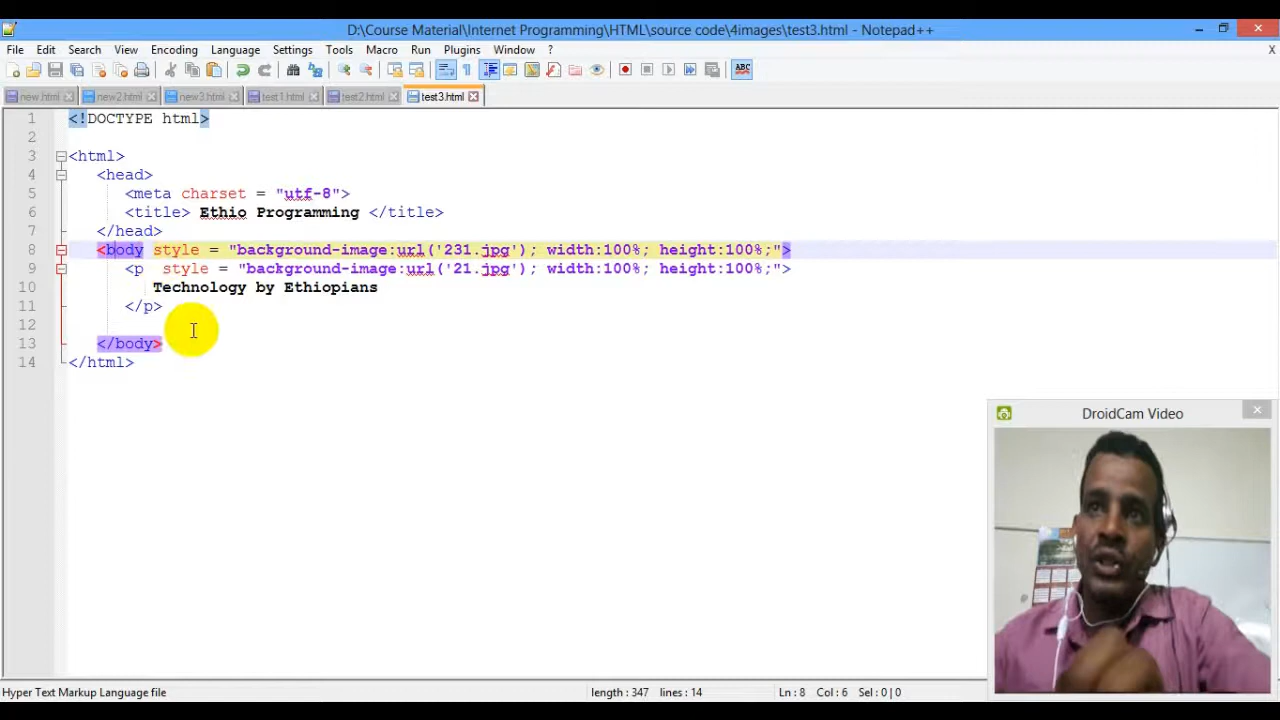 D:\Course Material\Internet Programming\HTML\source code\4images\test3.html - Notepad++
File Edit Search View Encoding Language Settings Tools Macro Run Plugins Window ? X
ABC
new.html new2.html new3.html test1.html test2.html test3.html
1 <!DOCTYPE html>
2
3 <html>
4 <head>
5 <meta charset = "utf-8">
6 <title> Ethio Programming </title>
7 </head>
8 <body style = "background-image:url('231.jpg'); width:100%; height:100%;">
9 <p  style = "background-image:url('21.jpg'); width:100%; height:100%;">
10 Technology by Ethiopians
11 </p>
12
13 </body>
14 </html>
DroidCam Video
Hyper Text Markup Language file length : 347 lines : 14 Ln : 8 Col : 6 Sel : 0 | 0